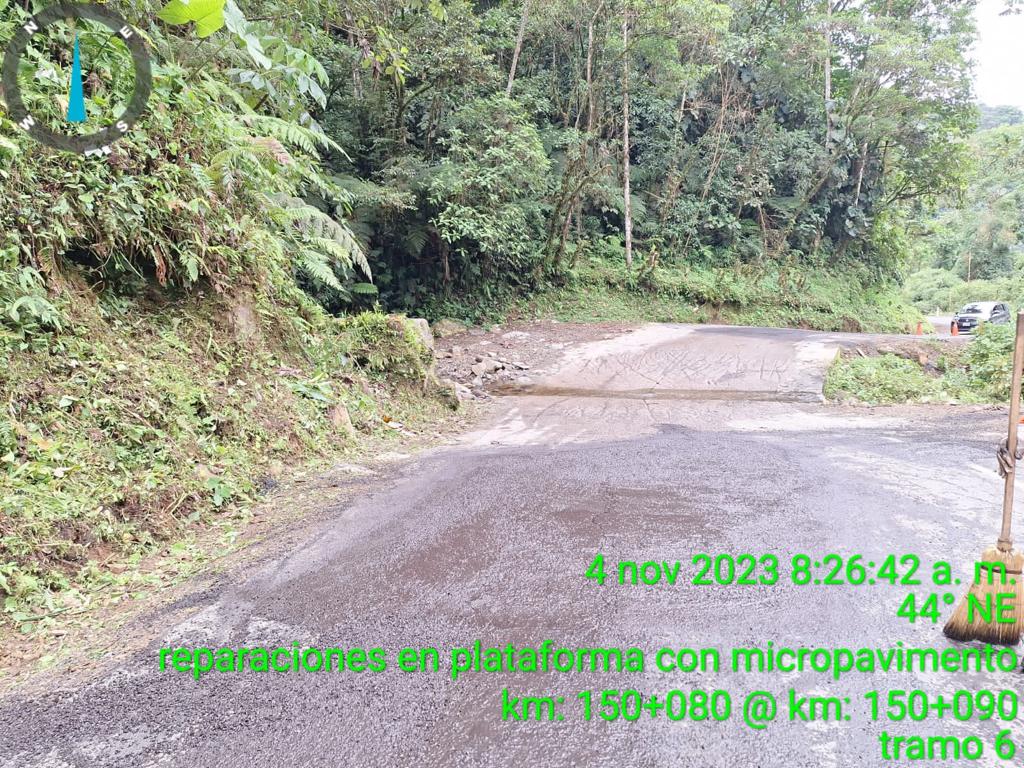 N
E
W
S
4 nov 2023 8:26:42 a. m.
44° NE
reparaciones en plataforma con micropavimento
km: 150+080 @ km: 150+090
tramo 6